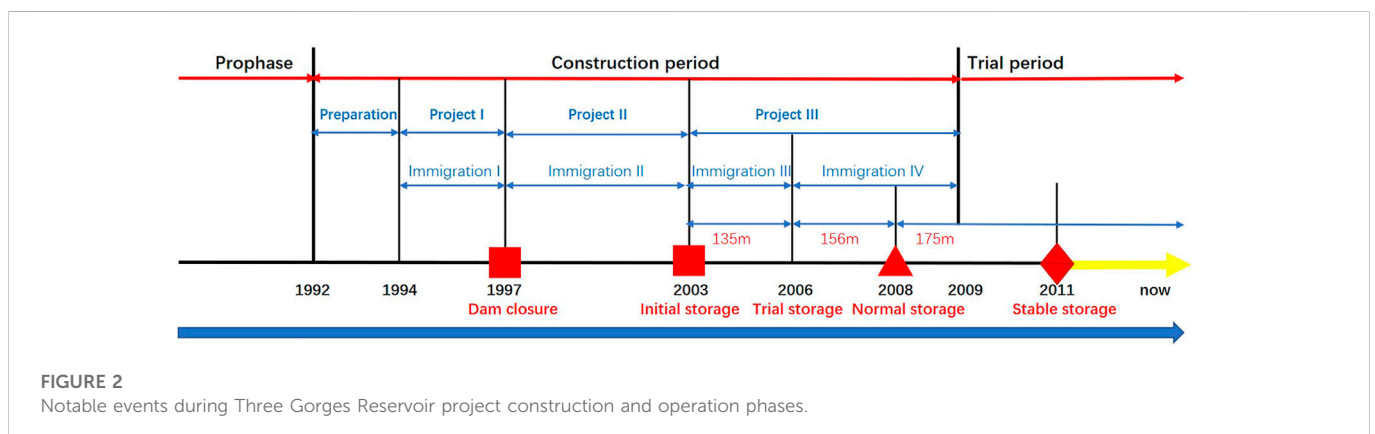 Prophase Construction period Trial period
Preparation Project I Project II Project III
Immigration I Immigration II Immigration III Immigration IV
135m 156m 175m
1992 1994 1997 2003 2006 2008 2009 2011 now
Dam closure Initial storage Trial storage Normal storage Stable storage
FIGURE 2
Notable events during Three Gorges Reservoir project construction and operation phases.